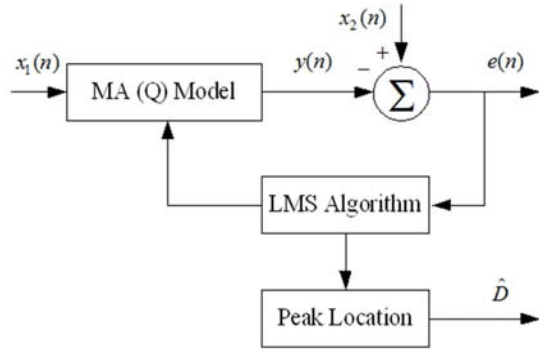 x₂(n)
x₁(n)
MA (Q) Model
y(n)
−
+
Σ
e(n)
LMS Algorithm
Peak Location
D̂